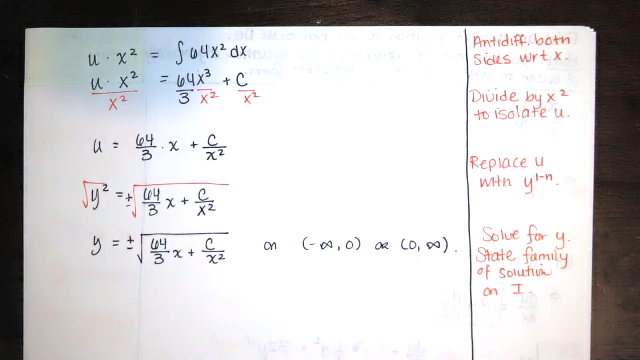 u · x² = ∫ 64x² dx
u · x² / x² = 64x³ / 3 x² + C / x²
u = 64/3 · x + C/x²
√y² = ±√(64/3 x + C/x²)
y = ±√(64/3 x + C/x²) on (-∞, 0) or (0, ∞).
Antidiff. both
sides wrt x.
Divide by x²
to isolate u.
Replace u
with y¹⁻ⁿ.
Solve for y.
State family
of solution
on I.